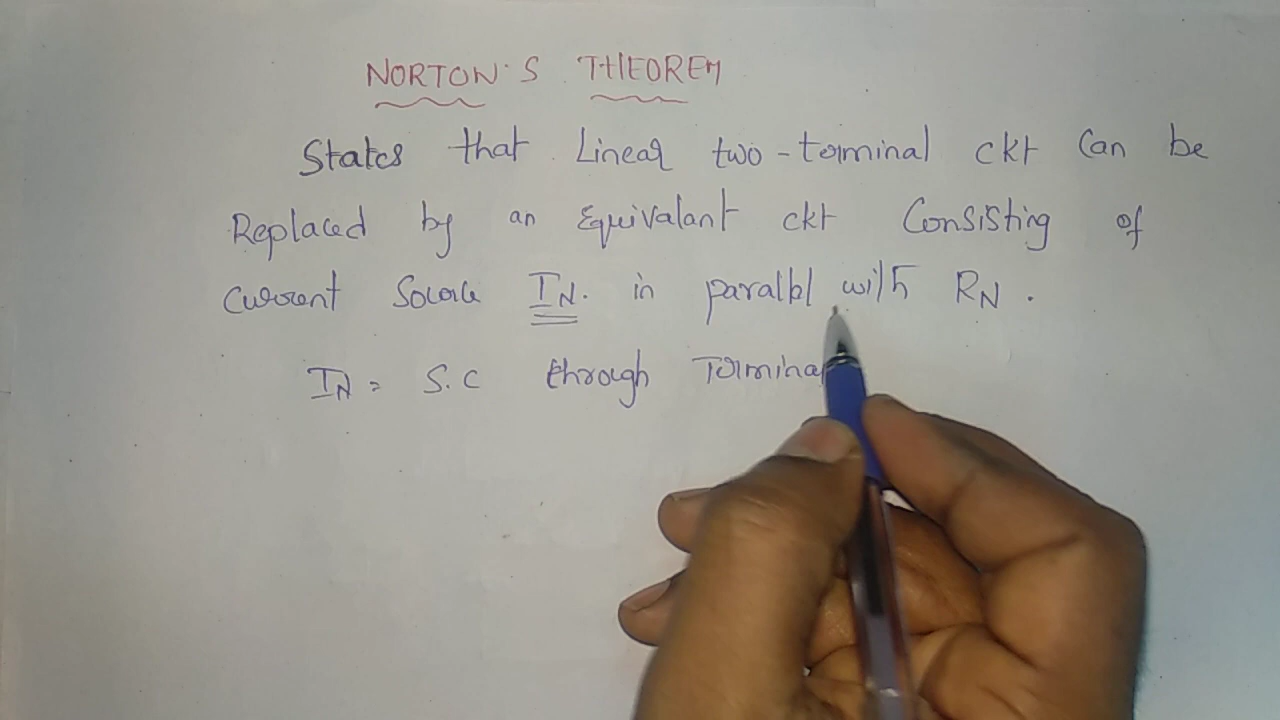 NORTON'S THEOREM
States that Linear two-terminal ckt Can be
Replaced by an Equivalant ckt Consisting of
Current Source IN. in parallel with RN.
IN = S.C through Terminal